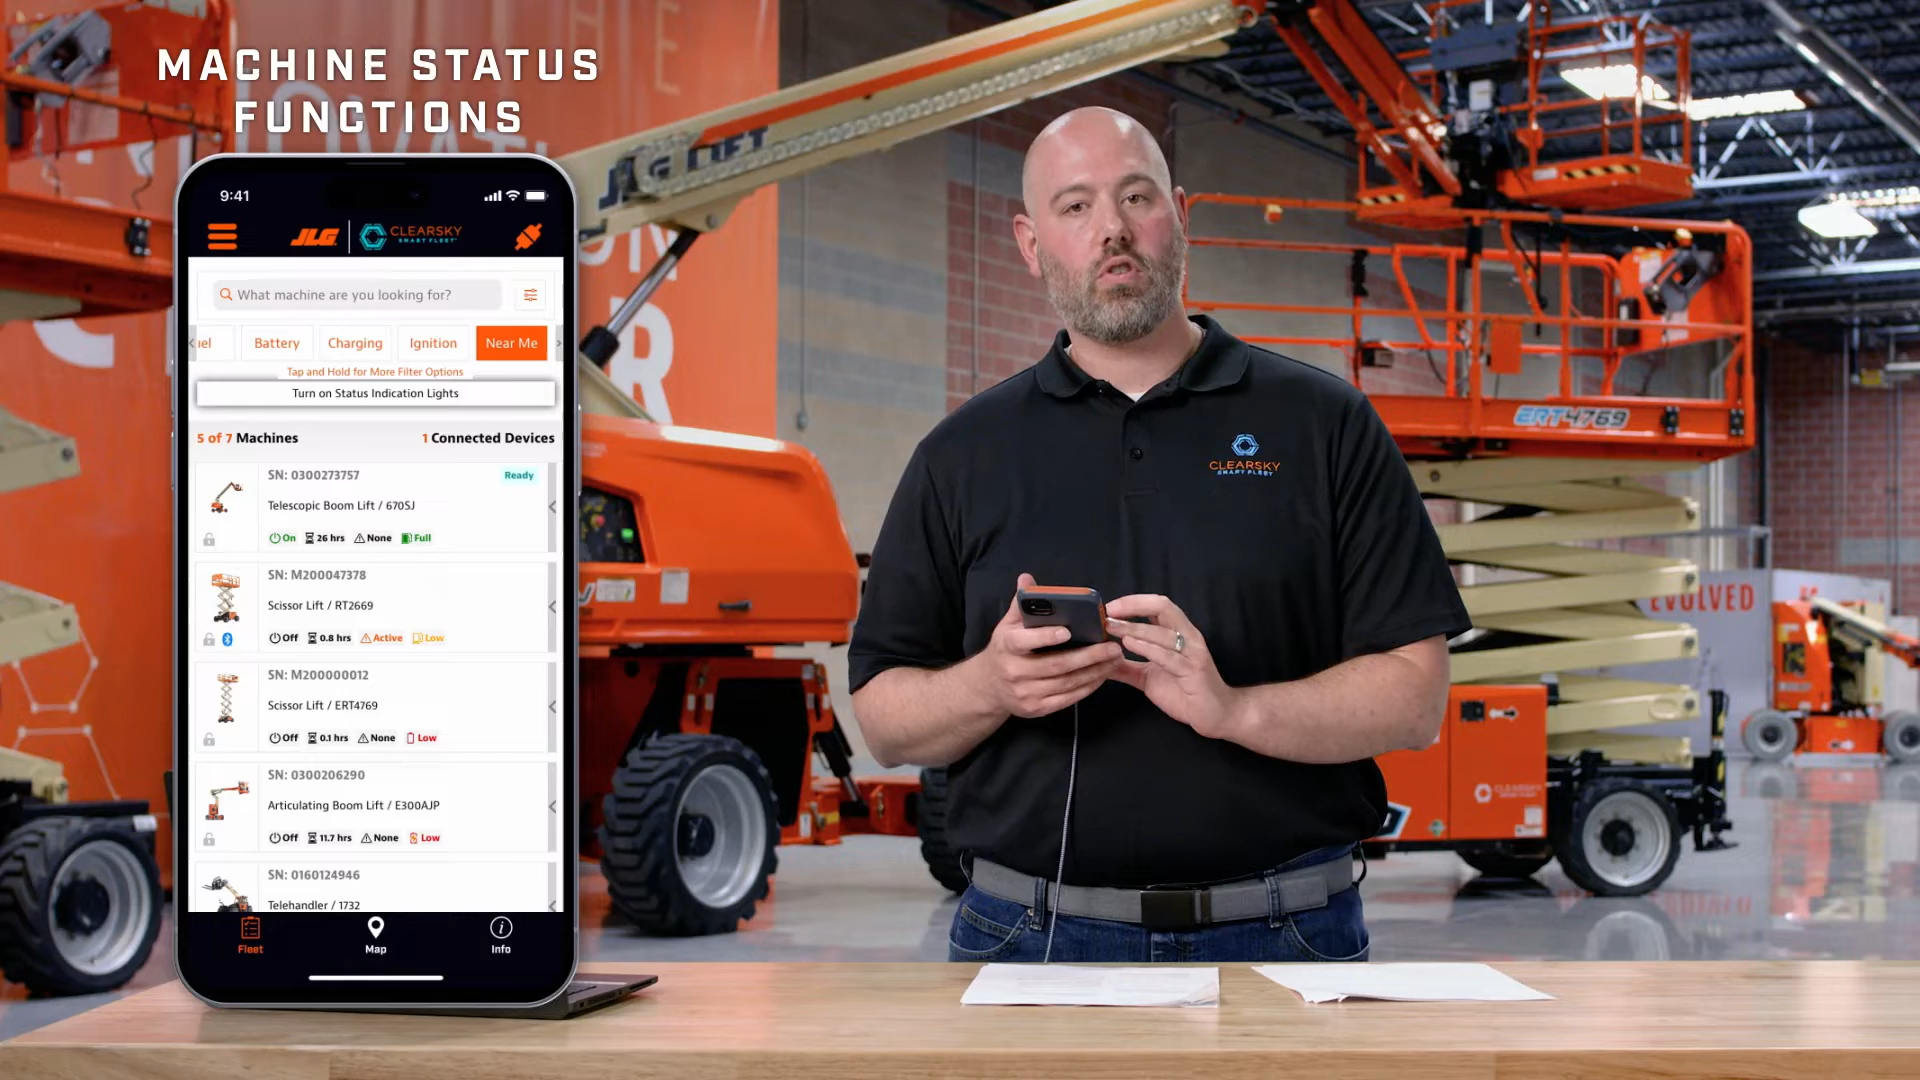 MACHINE STATUS
FUNCTIONS
9:41
JLG
CLEARSKY
SMART FLEET
What machine are you looking for?
Battery
Charging
Ignition
Near Me
Tap and Hold for More Filter Options
Turn on Status Indication Lights
5 of 7 Machines
1 Connected Devices
SN: 0300273757
Ready
Telescopic Boom Lift / 670SJ
On 26 hrs None Full
SN: M200047378
Scissor Lift / RT2669
Off 0.8 hrs Active Low
SN: M200000012
Scissor Lift / ERT4769
Off 0.1 hrs None Low
SN: 0300206290
Articulating Boom Lift / E300AJP
Off 11.7 hrs None Low
SN: 0160124946
Telehandler / 1732
Fleet
Map
Info
JLG LIFT
CLEARSKY
SMART FLEET
ERT4769
EVOLVED